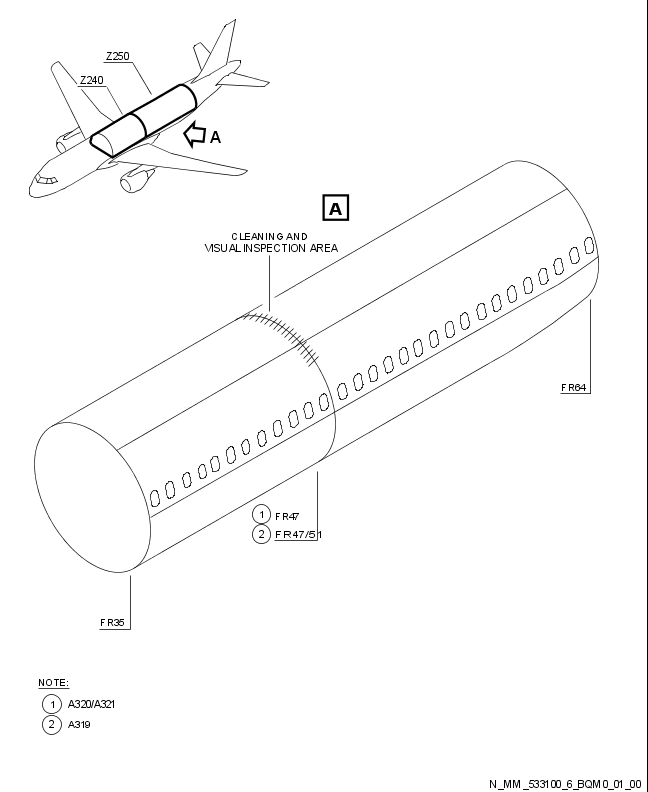 Z250
Z240
A
A
CLEANING AND
VISUAL INSPECTION AREA
FR64
1 FR47
2 FR47/51
FR35
NOTE:
1 A320/A321
2 A319
N_MM_533100_6_BQM0_01_00